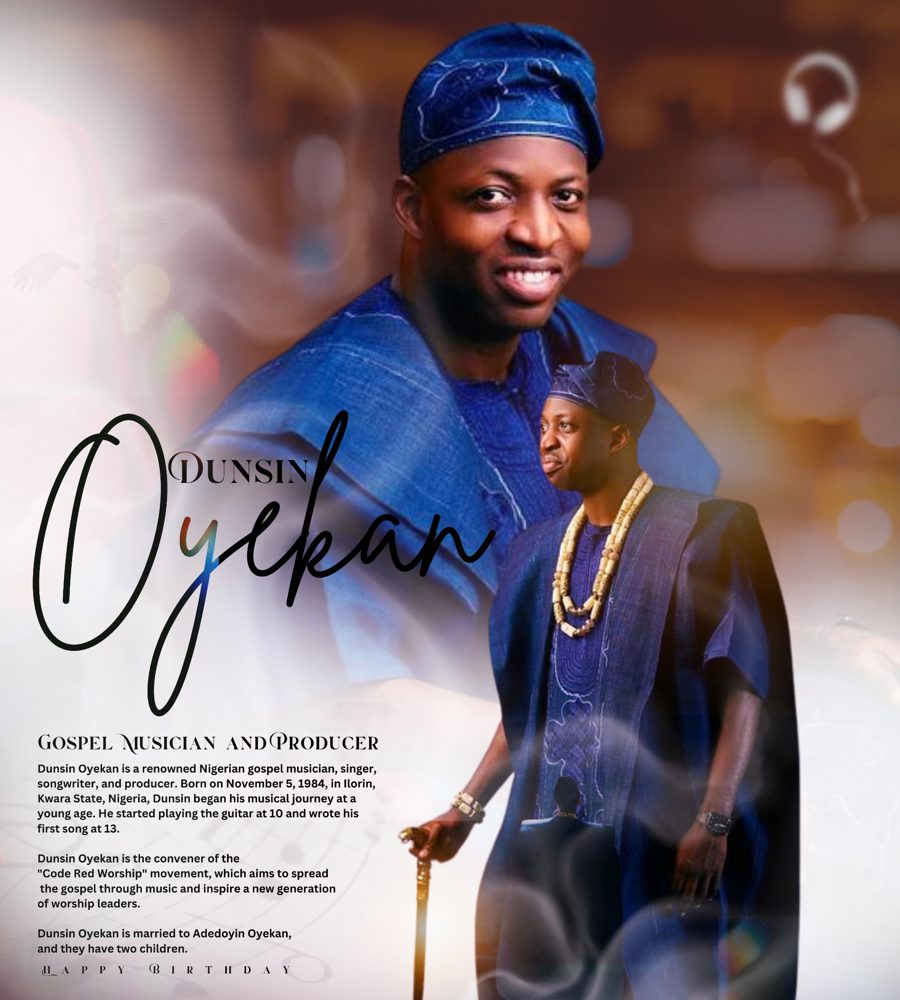 Dunsin
Oyekan
Gospel Musician and Producer
Dunsin Oyekan is a renowned Nigerian gospel musician, singer,
songwriter, and producer. Born on November 5, 1984, in Ilorin,
Kwara State, Nigeria, Dunsin began his musical journey at a
young age. He started playing the guitar at 10 and wrote his
first song at 13.
Dunsin Oyekan is the convener of the
"Code Red Worship" movement, which aims to spread
the gospel through music and inspire a new generation
of worship leaders.
Dunsin Oyekan is married to Adedoyin Oyekan,
and they have two children.
Happy Birthday